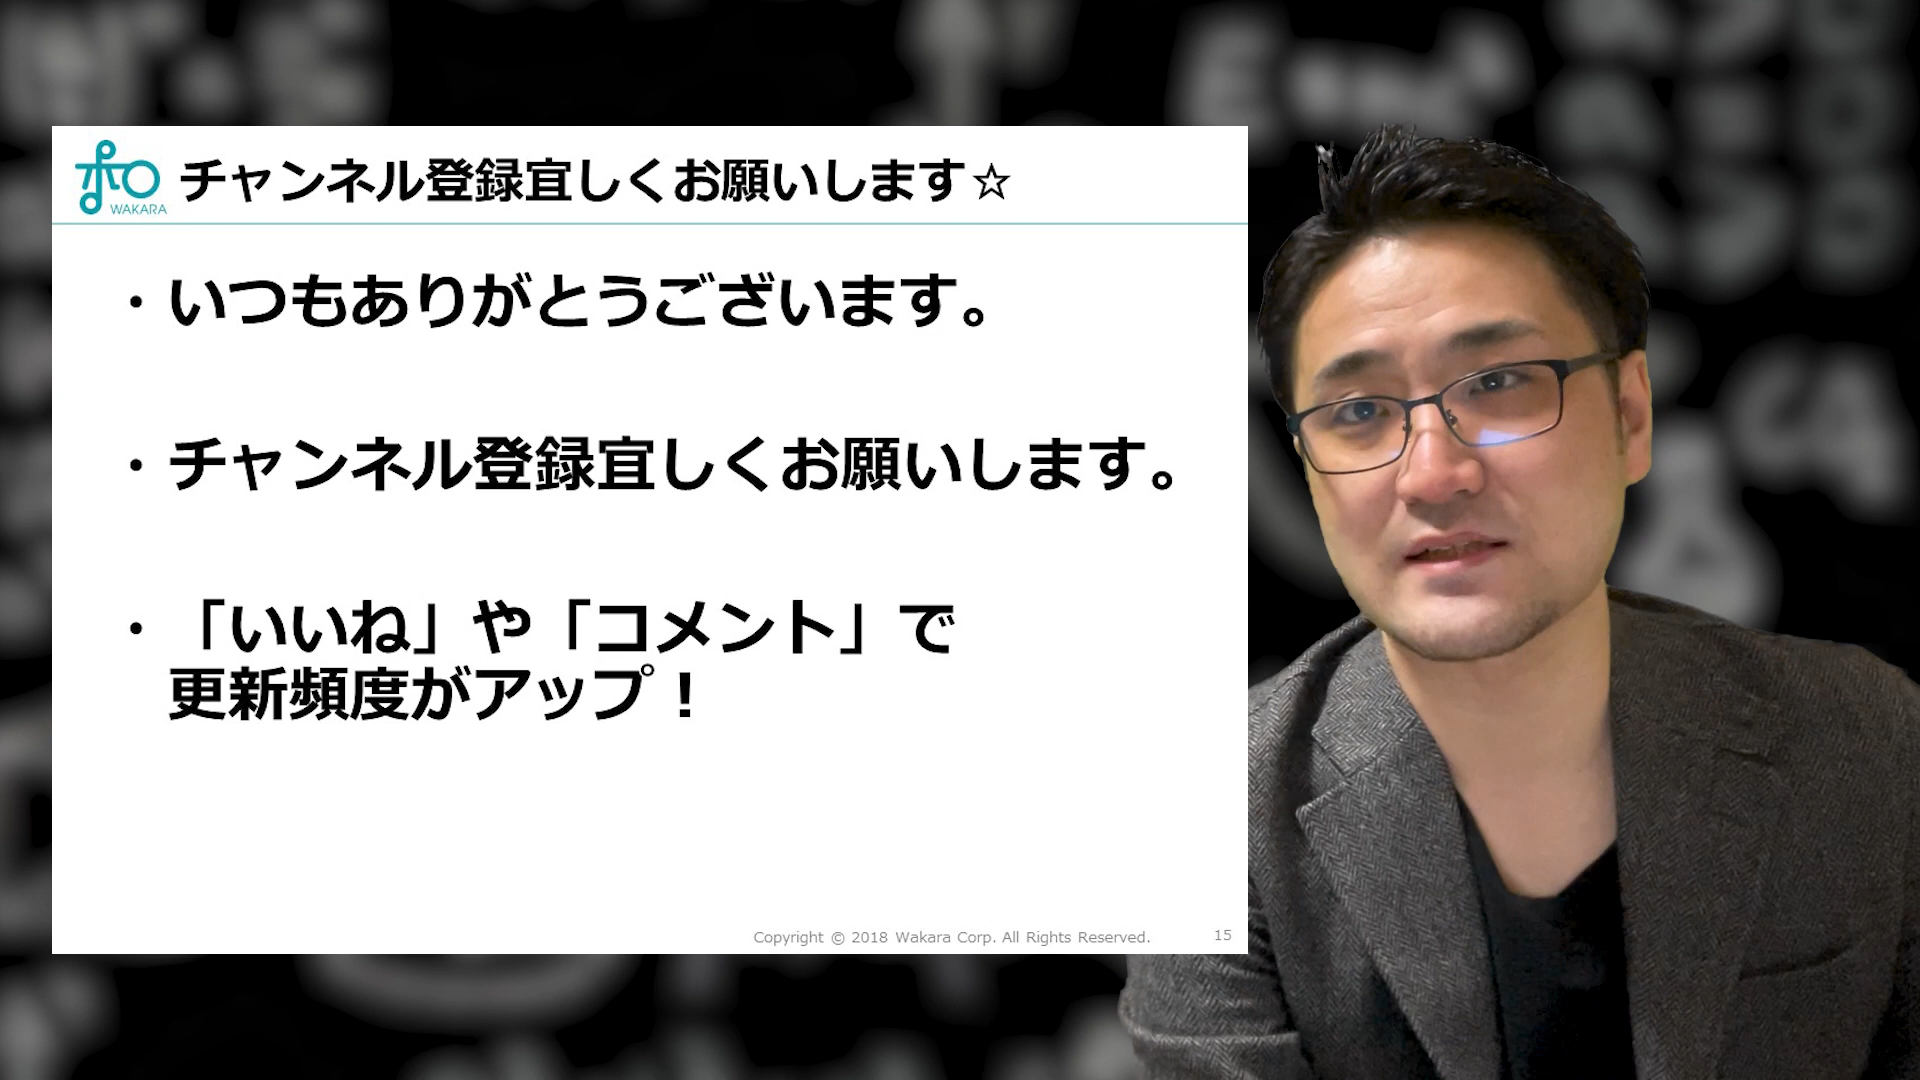 和
WAKARA
チャンネル登録宜しくお願いします☆
・いつもありがとうございます。
・チャンネル登録宜しくお願いします。
・「いいね」や「コメント」で
更新頻度がアップ！
Copyright © 2018 Wakara Corp. All Rights Reserved.
15